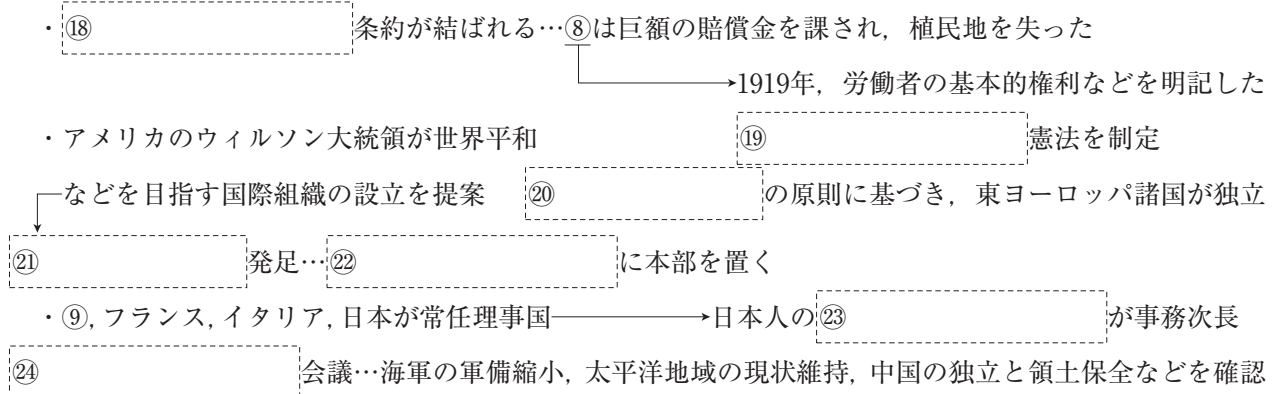 ・⑱ 条約が結ばれる…⑧は巨額の賠償金を課され，植民地を失った
1919年，労働者の基本的権利などを明記した
・アメリカのウィルソン大統領が世界平和 ⑲ 憲法を制定
などを目指す国際組織の設立を提案 ⑳ の原則に基づき，東ヨーロッパ諸国が独立
㉑ 発足…㉒ に本部を置く
・⑨，フランス，イタリア，日本が常任理事国 日本人の㉓ が事務次長
㉔ 会議…海軍の軍備縮小，太平洋地域の現状維持，中国の独立と領土保全などを確認